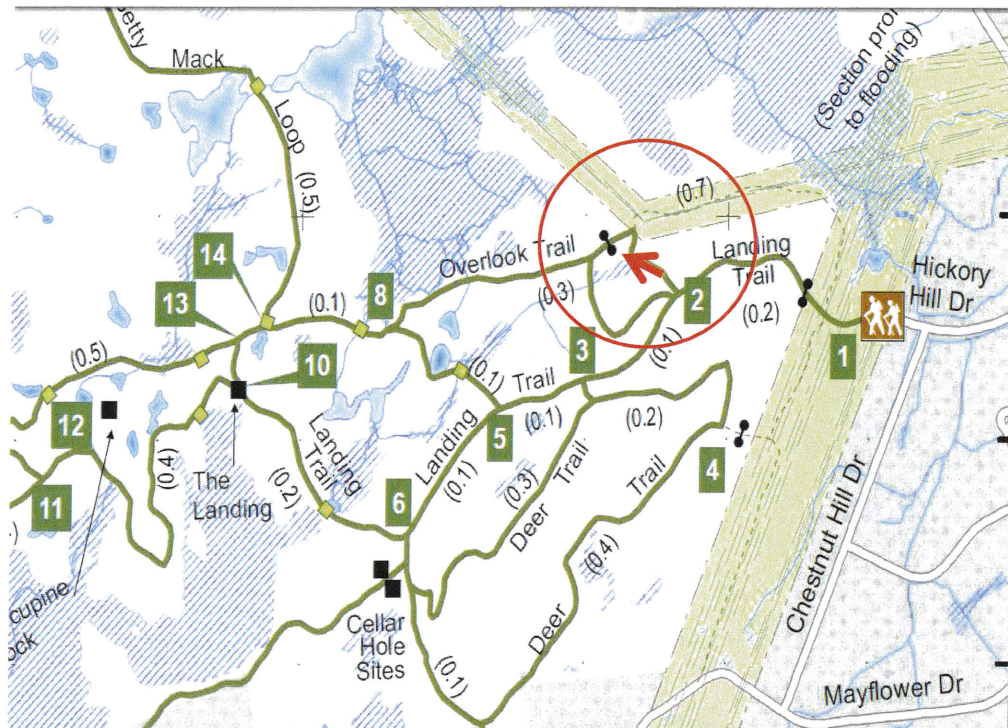 etty
Mack
Loop
(0.5)
(Section pron
to flooding)
(0.7)
14
13
(0.1)
8
Overlook Trail
(0.3)
Landing
Trail
(0.2)
2
Hickory
Hill Dr
1
(0.5)
10
3
(0.1)
(0.1)
Trail
(0.1)
5
(0.2)
4
12
11
(0.4)
The
Landing
Landing
Trail
(0.2)
6
Landing
(0.1)
(0.3)
Deer Trail
Deer Trail
(0.4)
Chestnut Hill Dr
cupine
ock
Cellar
Hole
Sites
(0.1)
Mayflower Dr